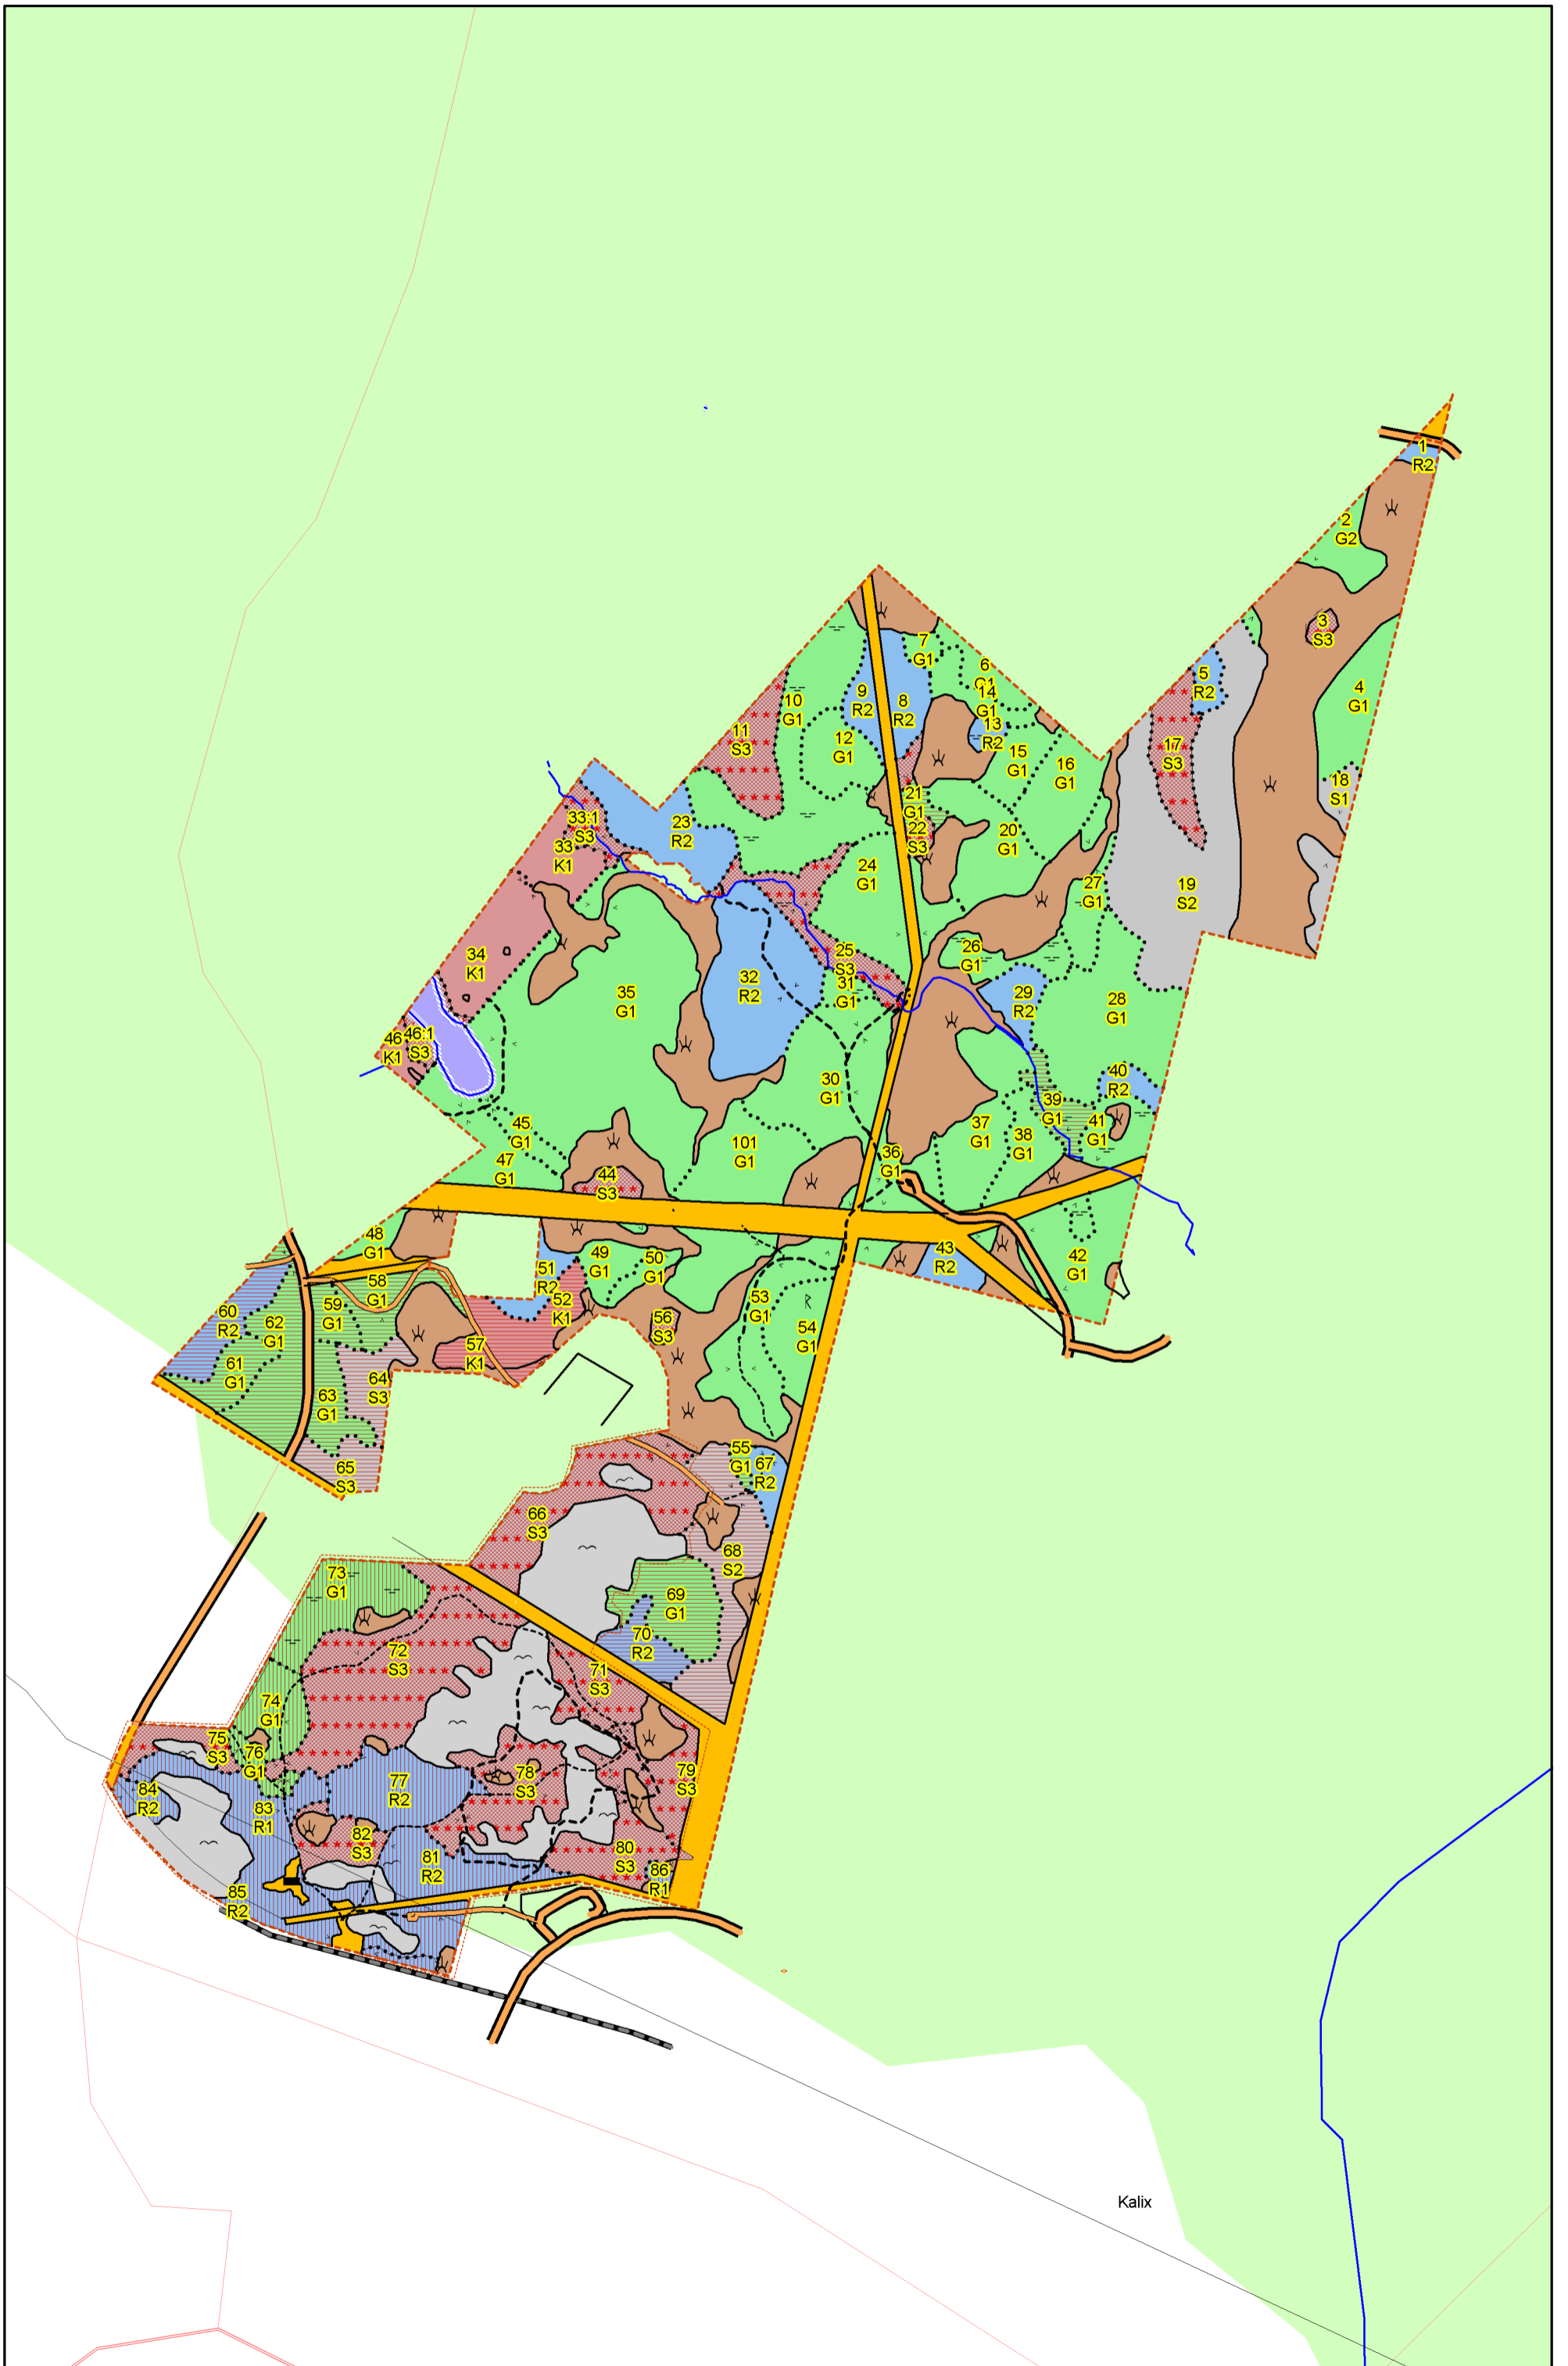 1
R2
2
G2
3
S3
4
G1
5
R2
6
G1
7
G1
8
R2
9
R2
10
G1
11
S3
12
G1
13
R2
14
G1
15
G1
16
G1
17
S3
18
S1
19
S2
20
G1
21
G1
22
S3
23
R2
24
G1
25
S3
26
G1
27
G1
28
G1
29
R2
30
G1
31
G1
32
R2
33:1
S3
33
K1
34
K1
35
G1
36
G1
37
G1
38
G1
39
G1
40
R2
41
G1
42
G1
43
R2
44
S3
45
G1
46
K1
46:1
S3
47
G1
101
G1
48
G1
49
G1
50
G1
51
R2
52
K1
53
G1
54
G1
55
G1
56
S3
57
K1
58
G1
59
G1
60
R2
61
G1
62
G1
63
G1
64
S3
65
S3
66
S3
67
R2
68
S2
69
G1
70
R2
71
S3
72
S3
73
G1
74
G1
75
S3
76
G1
77
R2
78
S3
79
S3
80
S3
81
R2
82
S3
83
R1
84
R2
85
R2
86
R1
Kalix